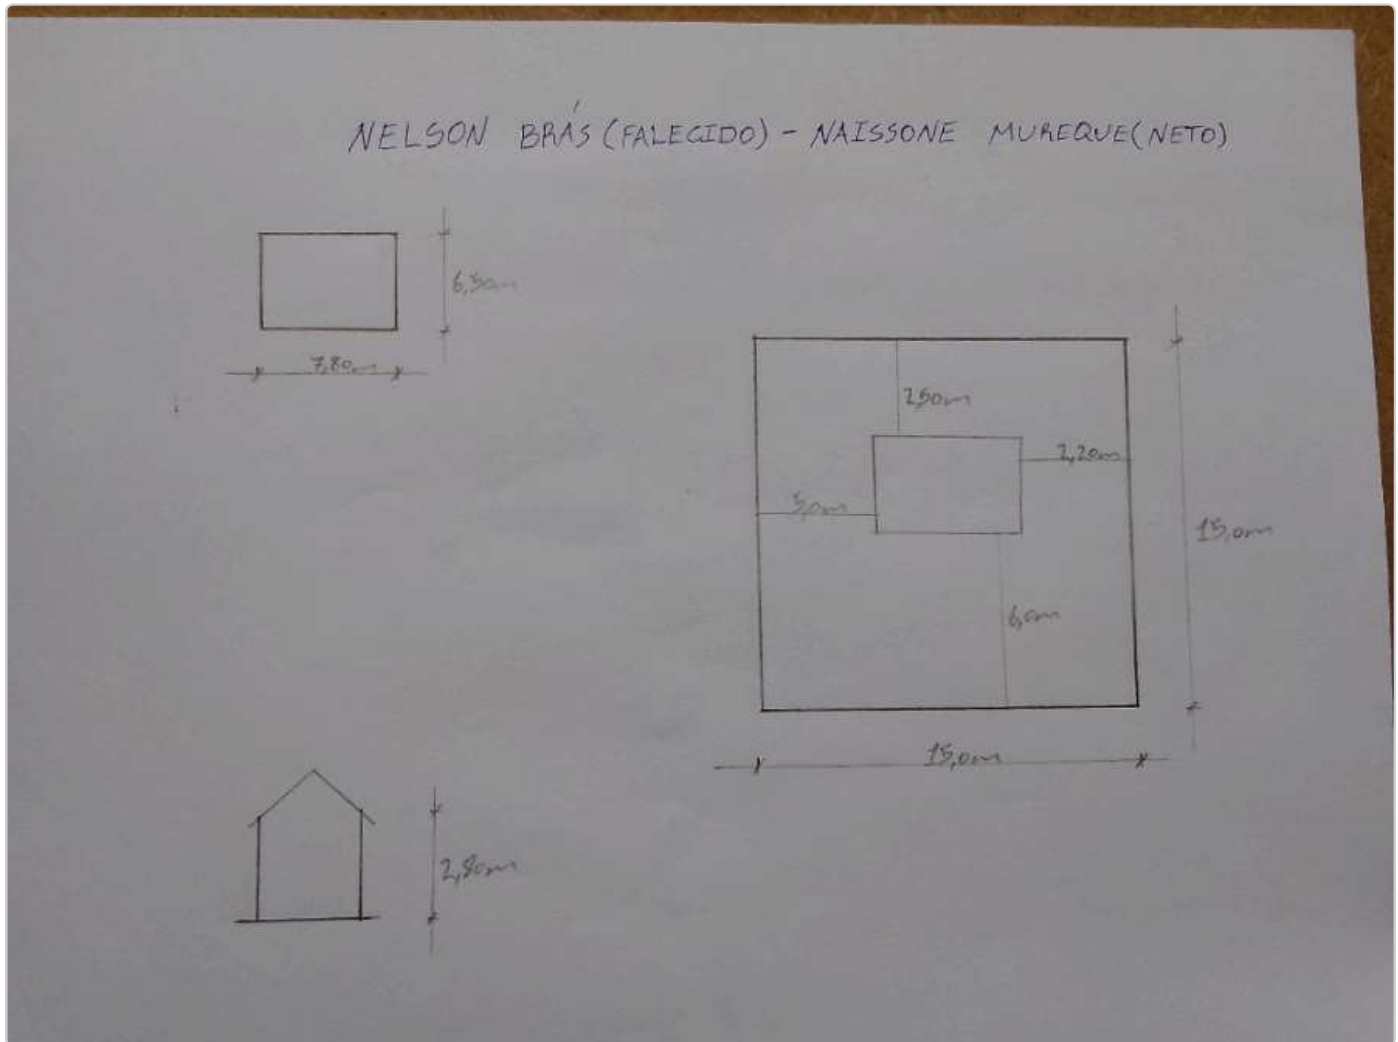 NELSON BRÁS (FALECIDO) - NAISSONE MUREQUE (NETO)
6,50m
7,80m
2,50m
2,20m
5,0m
15,0m
6,0m
15,0m
2,80m